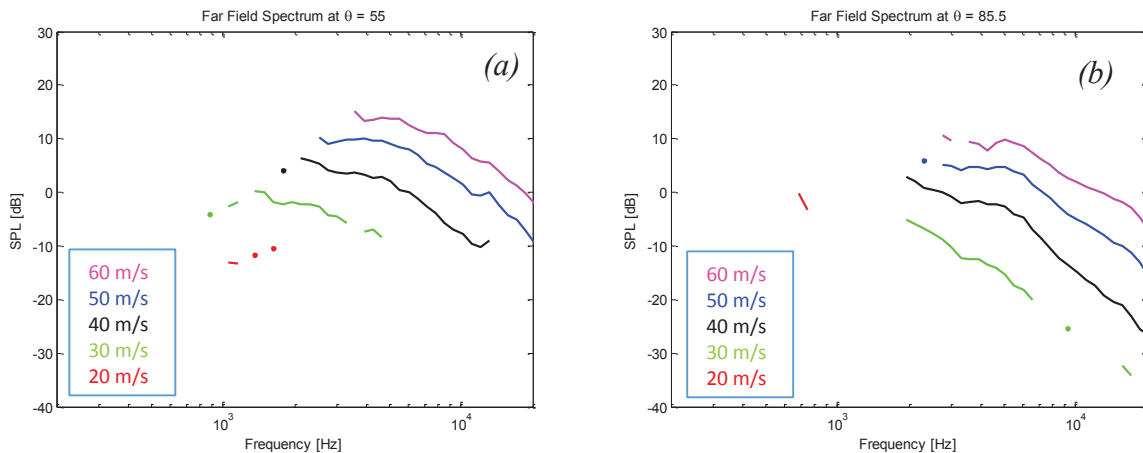 Far Field Spectrum at θ = 55
(a)
30
20
10
0
-10
-20
-30
-40
SPL [dB]
60 m/s
50 m/s
40 m/s
30 m/s
20 m/s
10³
10⁴
Frequency [Hz]
Far Field Spectrum at θ = 85.5
(b)
30
20
10
0
-10
-20
-30
-40
SPL [dB]
60 m/s
50 m/s
40 m/s
30 m/s
20 m/s
10³
10⁴
Frequency [Hz]